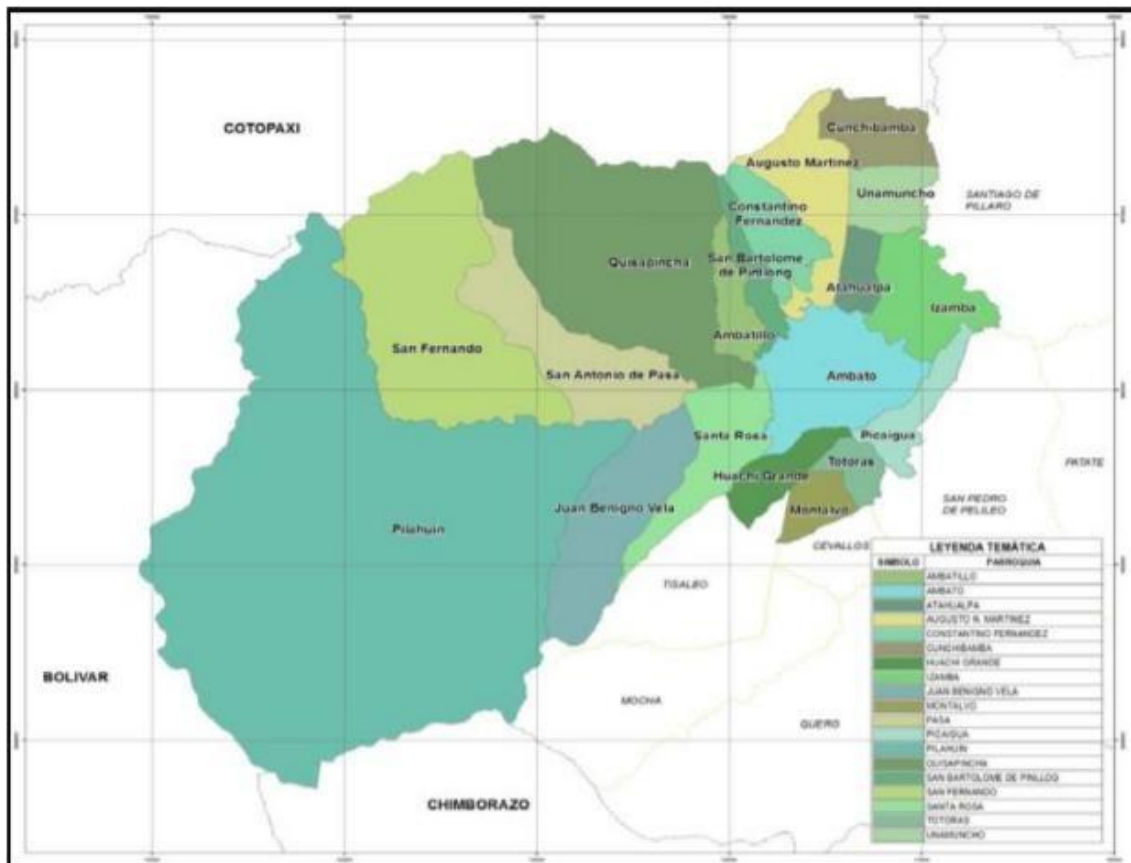 COTOPAXI
Cunchibamba
Augusto Martinez
Unamuncho
SANTIAGO DE
PILLARO
Constantino
Fernandez
Quisapincha
San Bartolome
de Pinllong
Atahualpa
Izamba
Ambatillo
San Fernando
San Antonio de Pasa
Ambato
Santa Rosa
Picaigua
Totoras
PATATE
Huachi Grande
SAN PEDRO
DE PELILEO
Juan Benigno Vela
Montalvo
Pilahuin
CEVALLOS
TISALEO
BOLIVAR
MOCHA
QUERO
CHIMBORAZO
LEYENDA TEMÁTICA
SIMBOLO PARROQUIA
AMBATILLO
AMBATO
ATAHUALPA
AUGUSTO N. MARTINEZ
CONSTANTINO FERNANDEZ
CUNCHIBAMBA
HUACHI GRANDE
IZAMBA
JUAN BENIGNO VELA
MONTALVO
PASA
PICAIGUA
PILAHUIN
QUISAPINCHA
SAN BARTOLOME DE PINLLOG
SAN FERNANDO
SANTA ROSA
TOTORAS
UNAMUNCHO